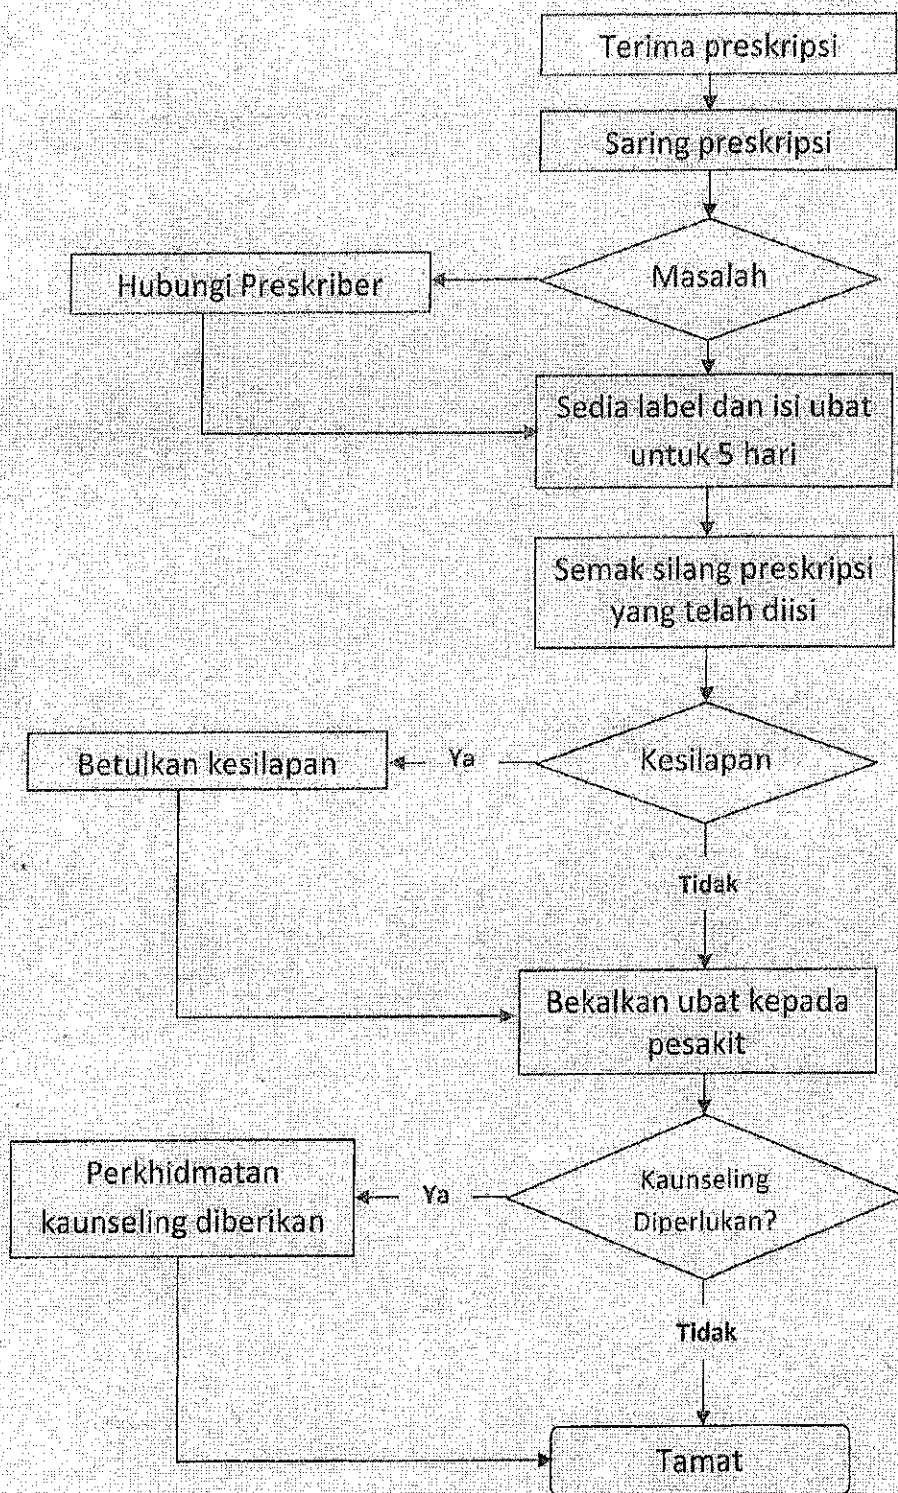 Terima preskripsi
Saring preskripsi
Masalah
Hubungi Preskriber
Sedia label dan isi ubat
untuk 5 hari
Semak silang preskripsi
yang telah diisi
Kesilapan
Ya
Betulkan kesilapan
Tidak
Bekalkan ubat kepada
pesakit
Kaunseling
Diperlukan?
Ya
Perkhidmatan
kaunseling diberikan
Tidak
Tamat